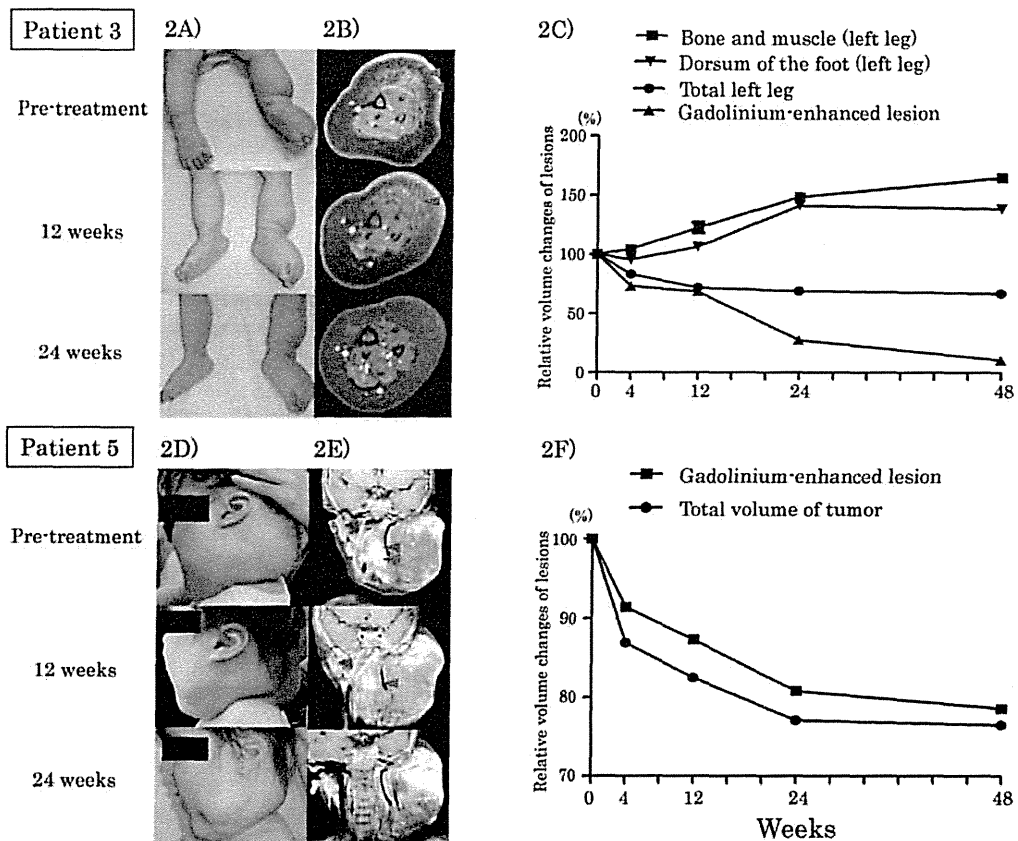 Patient 3
2A)
2B)
2C)
Bone and muscle (left leg)
Dorsum of the foot (left leg)
Total left leg
Gadolinium-enhanced lesion
Pre-treatment
12 weeks
24 weeks
(%)
Relative volume changes of lesions
200
150
100
50
0
0 4 12 24 48
Patient 5
2D)
2E)
2F)
Gadolinium-enhanced lesion
Total volume of tumor
Pre-treatment
12 weeks
24 weeks
(%)
Relative volume changes of lesions
100
90
80
70
0 4 12 24 48
Weeks